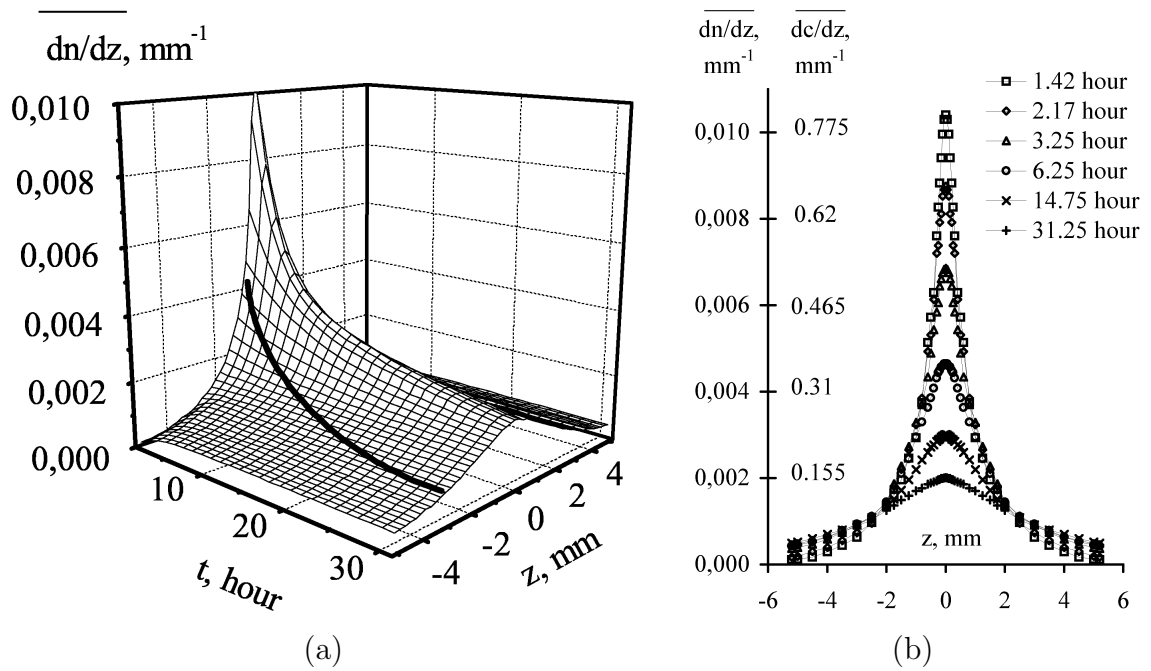 dn/dz, mm-1
0,010
0,008
0,006
0,004
0,002
0,000
10
20
30
t, hour
-4
-2
0
2
4
z, mm
(a)
dn/dz, dc/dz,
mm-1 mm-1
0,010 0.775
0,008 0.62
0,006 0.465
0,004 0.31
0,002 0.155
0,000
z, mm
-6 -4 -2 0 2 4 6
1.42 hour
2.17 hour
3.25 hour
6.25 hour
14.75 hour
31.25 hour
(b)